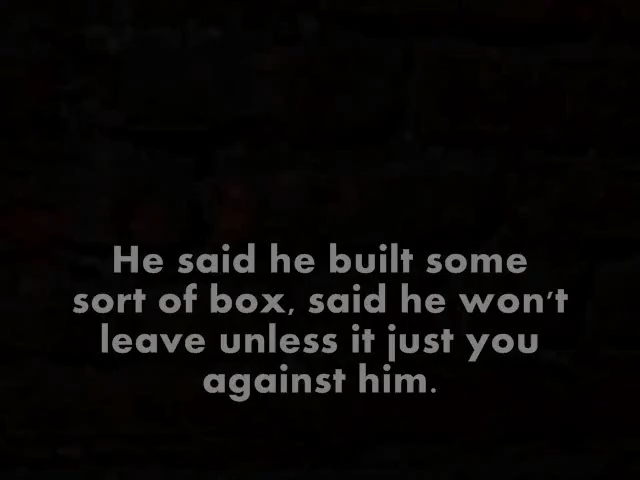 He said he built some
sort of box, said he won't
leave unless it just you
against him.